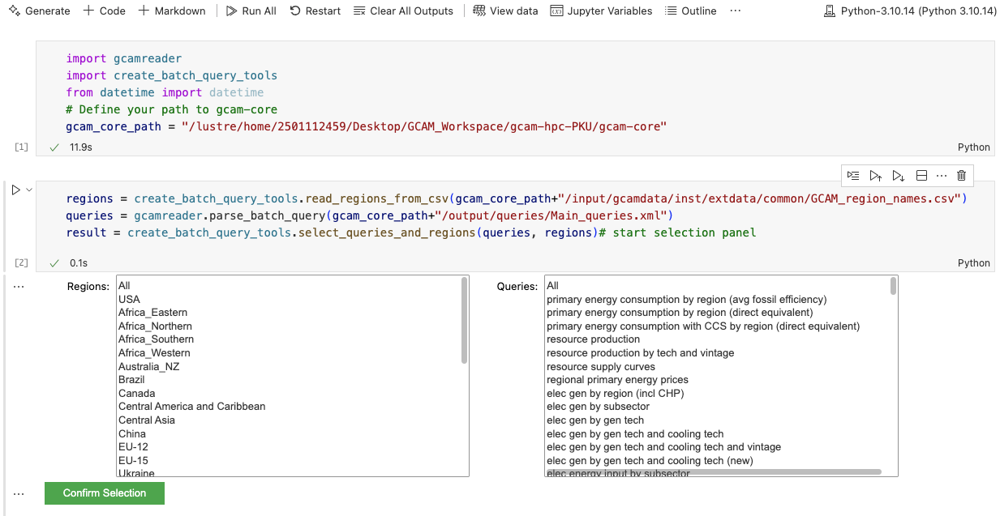 Generate + Code + Markdown Run All Restart Clear All Outputs View data Jupyter Variables Outline ... Python-3.10.14 (Python 3.10.14)
import gcamreader
import create_batch_query_tools
from datetime import datetime
# Define your path to gcam-core
gcam_core_path = "/lustre/home/2501112459/Desktop/GCAM_Workspace/gcam-hpc-PKU/gcam-core"
[1] ✓ 11.9s Python
regions = create_batch_query_tools.read_regions_from_csv(gcam_core_path+"/input/gcamdata/inst/extdata/common/GCAM_region_names.csv")
queries = gcamreader.parse_batch_query(gcam_core_path+"/output/queries/Main_queries.xml")
result = create_batch_query_tools.select_queries_and_regions(queries, regions)# start selection panel
[2] ✓ 0.1s Python
... Regions:
All
USA
Africa_Eastern
Africa_Northern
Africa_Southern
Africa_Western
Australia_NZ
Brazil
Canada
Central America and Caribbean
Central Asia
China
EU-12
EU-15
Ukraine
Queries:
All
primary energy consumption by region (avg fossil efficiency)
primary energy consumption by region (direct equivalent)
primary energy consumption with CCS by region (direct equivalent)
resource production
resource production by tech and vintage
resource supply curves
regional primary energy prices
elec gen by region (incl CHP)
elec gen by subsector
elec gen by gen tech
elec gen by gen tech and cooling tech
elec gen by gen tech and cooling tech and vintage
elec gen by gen tech and cooling tech (new)
elec energy input by subsector
... Confirm Selection